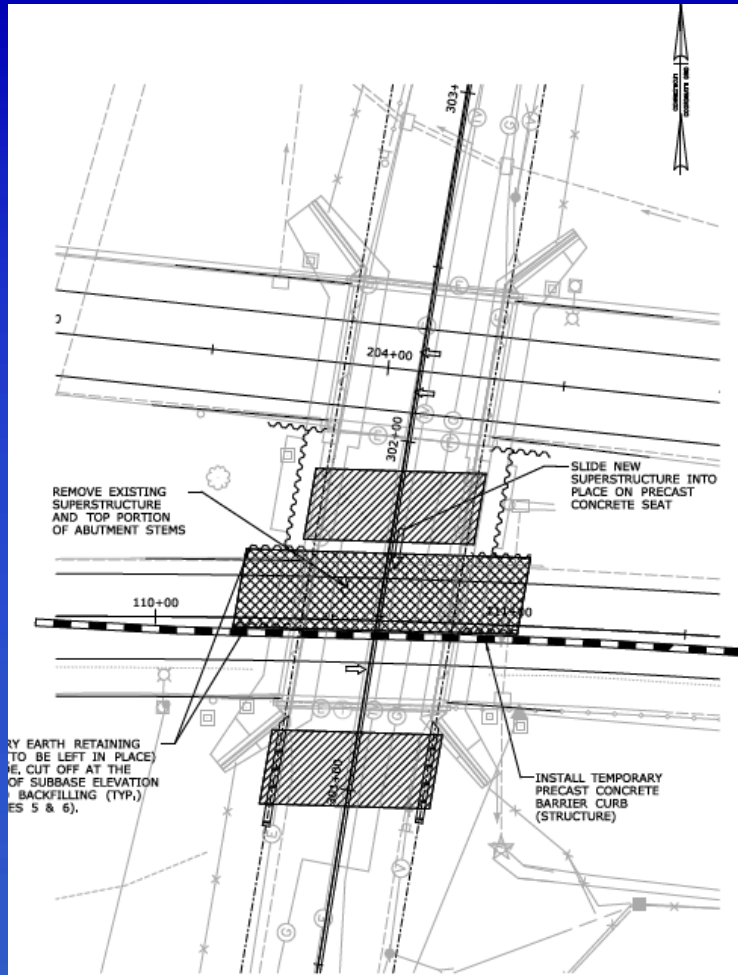 303+
204+00
302+00
SLIDE NEW
SUPERSTRUCTURE INTO
PLACE ON PRECAST
CONCRETE SEAT
REMOVE EXISTING
SUPERSTRUCTURE
AND TOP PORTION
OF ABUTMENT STEMS
110+00
RY EARTH RETAINING
(TO BE LEFT IN PLACE)
DE, CUT OFF AT THE
OF SUBBASE ELEVATION
BACKFILLING (TYP.)
ES 5 & 6).
INSTALL TEMPORARY
PRECAST CONCRETE
BARRIER CURB
(STRUCTURE)